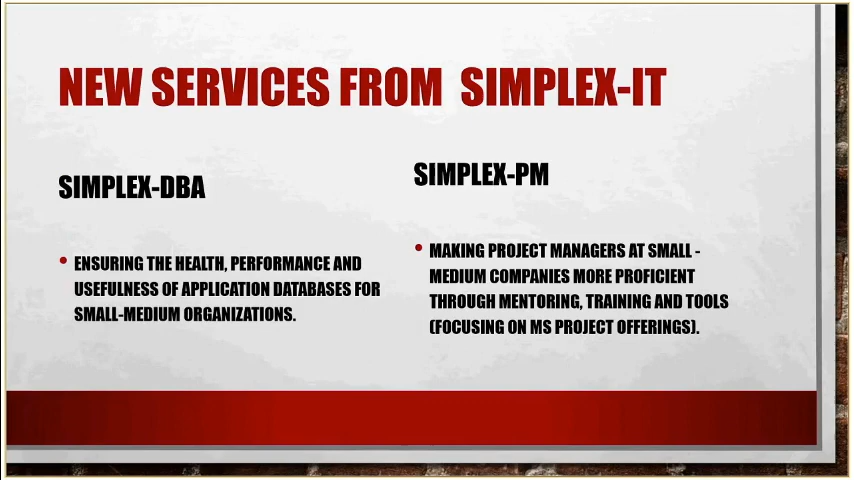 NEW SERVICES FROM SIMPLEX-IT
SIMPLEX-DBA
• ENSURING THE HEALTH, PERFORMANCE AND
USEFULNESS OF APPLICATION DATABASES FOR
SMALL-MEDIUM ORGANIZATIONS.
SIMPLEX-PM
• MAKING PROJECT MANAGERS AT SMALL -
MEDIUM COMPANIES MORE PROFICIENT
THROUGH MENTORING, TRAINING AND TOOLS
(FOCUSING ON MS PROJECT OFFERINGS).